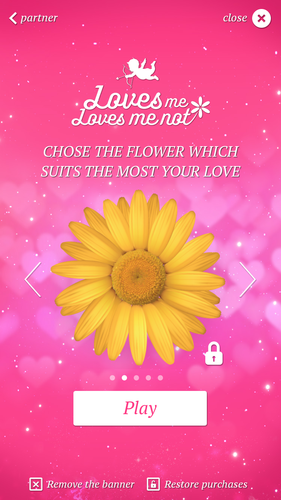 partner
close
Loves me
Loves me not
CHOSE THE FLOWER WHICH
SUITS THE MOST YOUR LOVE
Play
Remove the banner
Restore purchases